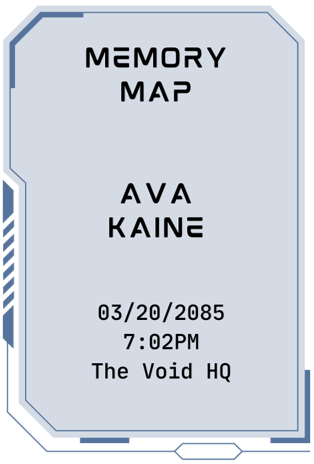 MEMORY
MAP
AVA
KAINE
03/20/2085
7:02PM
The Void HQ